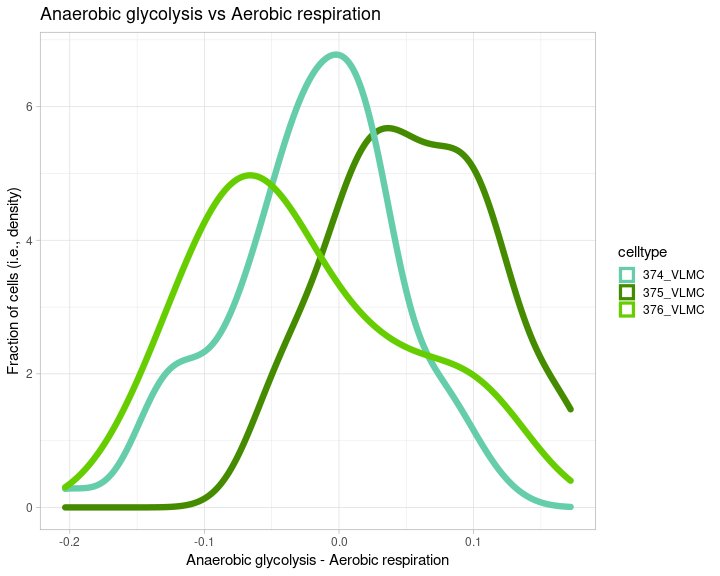 Anaerobic glycolysis vs Aerobic respiration
Fraction of cells (i.e., density)
6
4
2
0
-0.2
-0.1
0.0
0.1
Anaerobic glycolysis - Aerobic respiration
celltype
374_VLMC
375_VLMC
376_VLMC